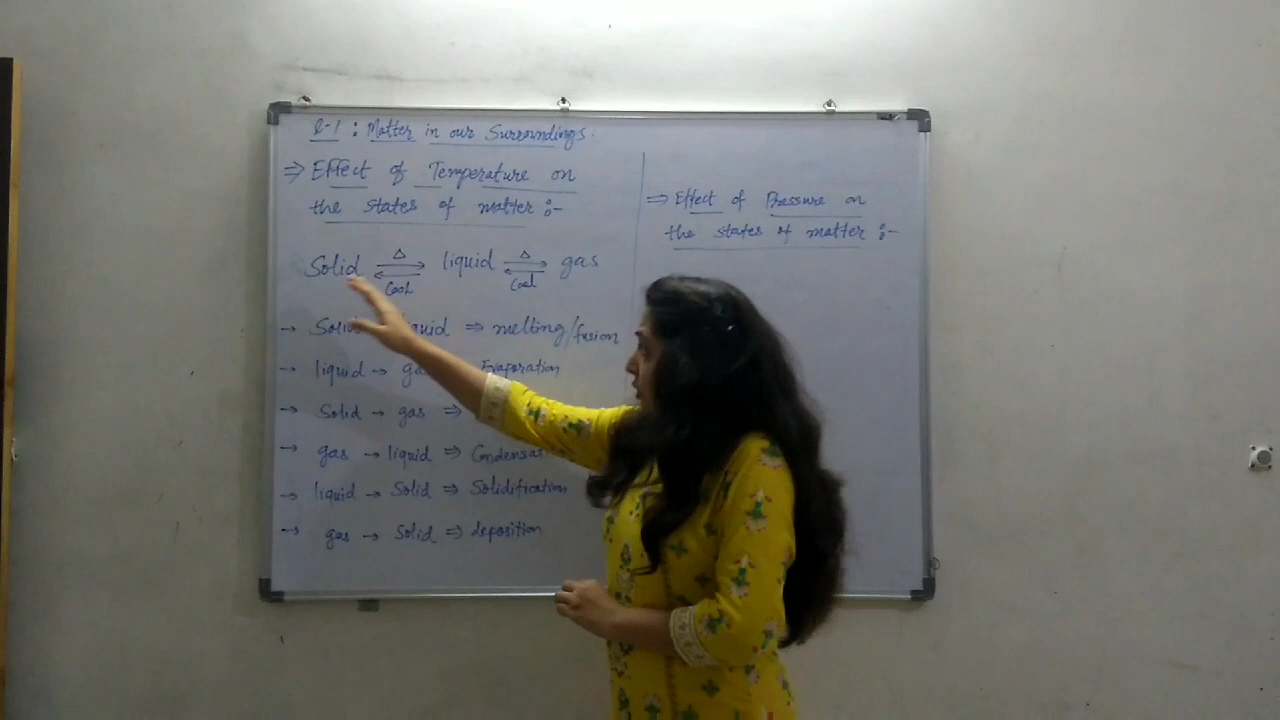 L-1 : Matter in our Surroundings :
⇒ Effect of Temperature on
the states of matter :-
Solid ⇌ liquid ⇌ gas
Δ Δ
Cool Cool
→ Solid liquid ⇒ melting/fusion
→ liquid → gas Evaporation
→ Solid → gas ⇒
→ gas → liquid ⇒ Condensat
→ liquid → Solid ⇒ Solidification
→ gas → Solid ⇒ deposition
⇒ Effect of Pressure on
the states of matter :-